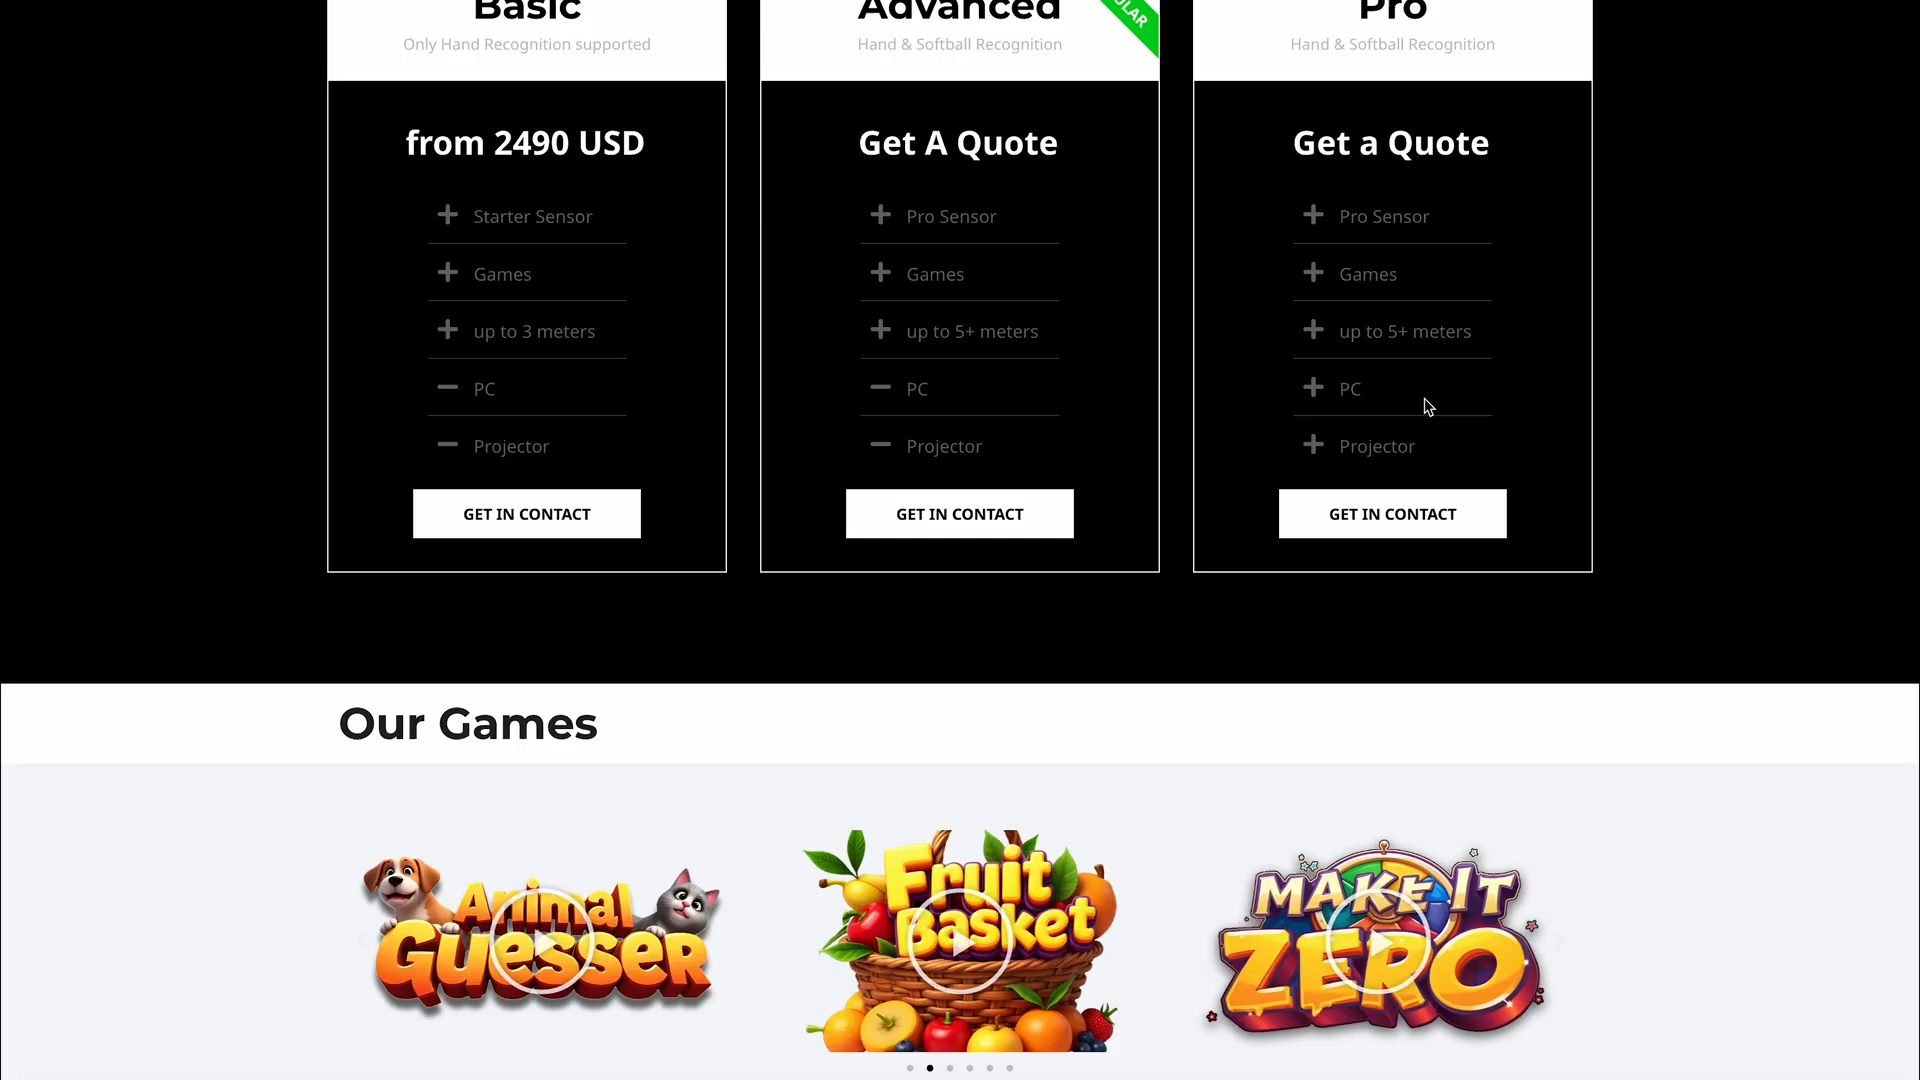 Basic
Only Hand Recognition supported
from 2490 USD
Starter Sensor
Games
up to 3 meters
PC
Projector
GET IN CONTACT
Advanced
Hand & Softball Recognition
Get A Quote
Pro Sensor
Games
up to 5+ meters
PC
Projector
GET IN CONTACT
Pro
Hand & Softball Recognition
Get a Quote
Pro Sensor
Games
up to 5+ meters
PC
Projector
GET IN CONTACT
Our Games
Animal
Guesser
Fruit
Basket
MAKE IT
ZERO